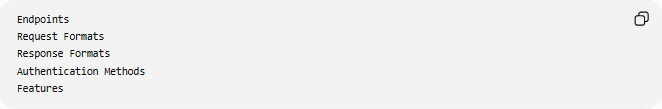 Endpoints
Request Formats
Response Formats
Authentication Methods
Features